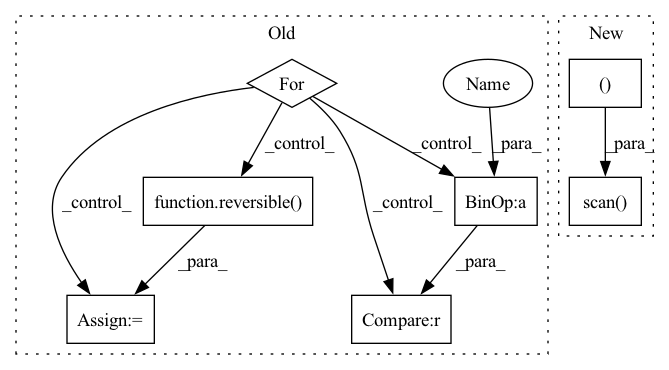 Old
New
For
Name
()
_control_
_control_
_para_
_para_
_control_
function.reversible()
_control_
BinOp:a
scan()
_para_
_para_
Assign:=
Compare:r